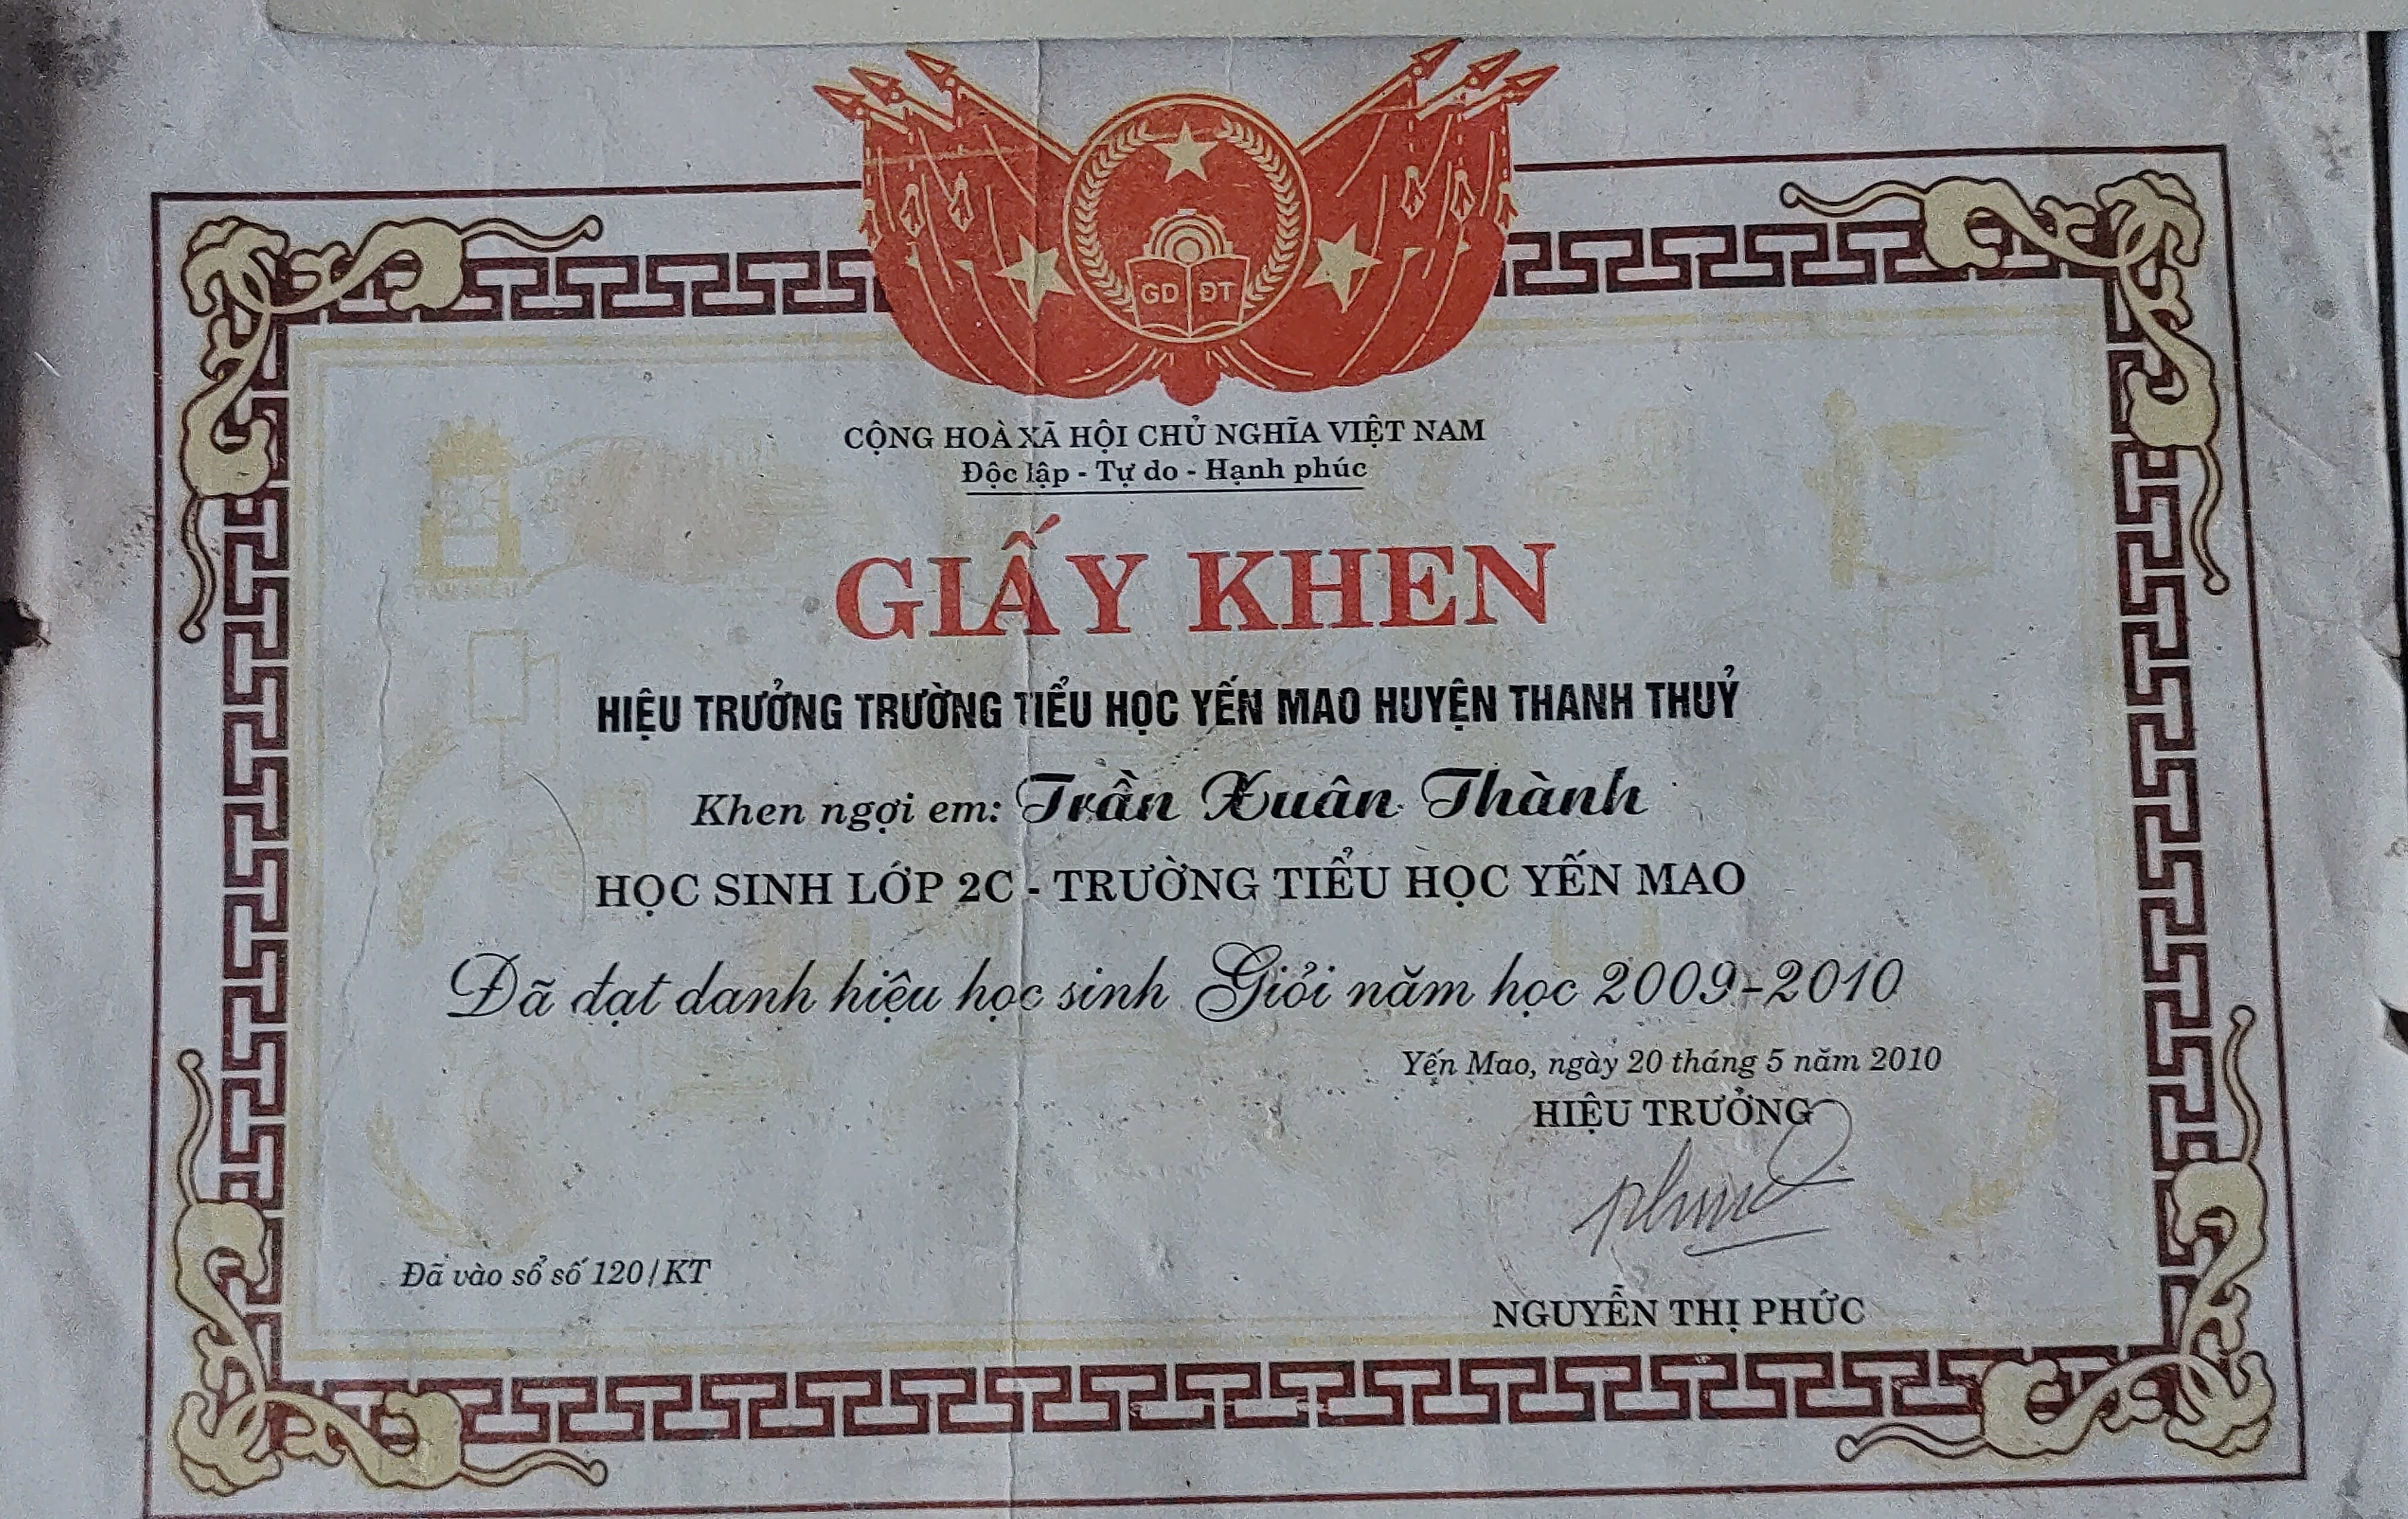 GD ĐT
CỘNG HOÀ XÃ HỘI CHỦ NGHĨA VIỆT NAM
Độc lập - Tự do - Hạnh phúc
GIẤY KHEN
HIỆU TRƯỞNG TRƯỜNG TIỂU HỌC YẾN MAO HUYỆN THANH THUỶ
Khen ngợi em: Trần Xuân Thành
HỌC SINH LỚP 2C - TRƯỜNG TIỂU HỌC YẾN MAO
Đã đạt danh hiệu học sinh Giỏi năm học 2009-2010
Yến Mao, ngày 20 tháng 5 năm 2010
HIỆU TRƯỞNG
Đã vào sổ số 120/KT
NGUYỄN THỊ PHỨC